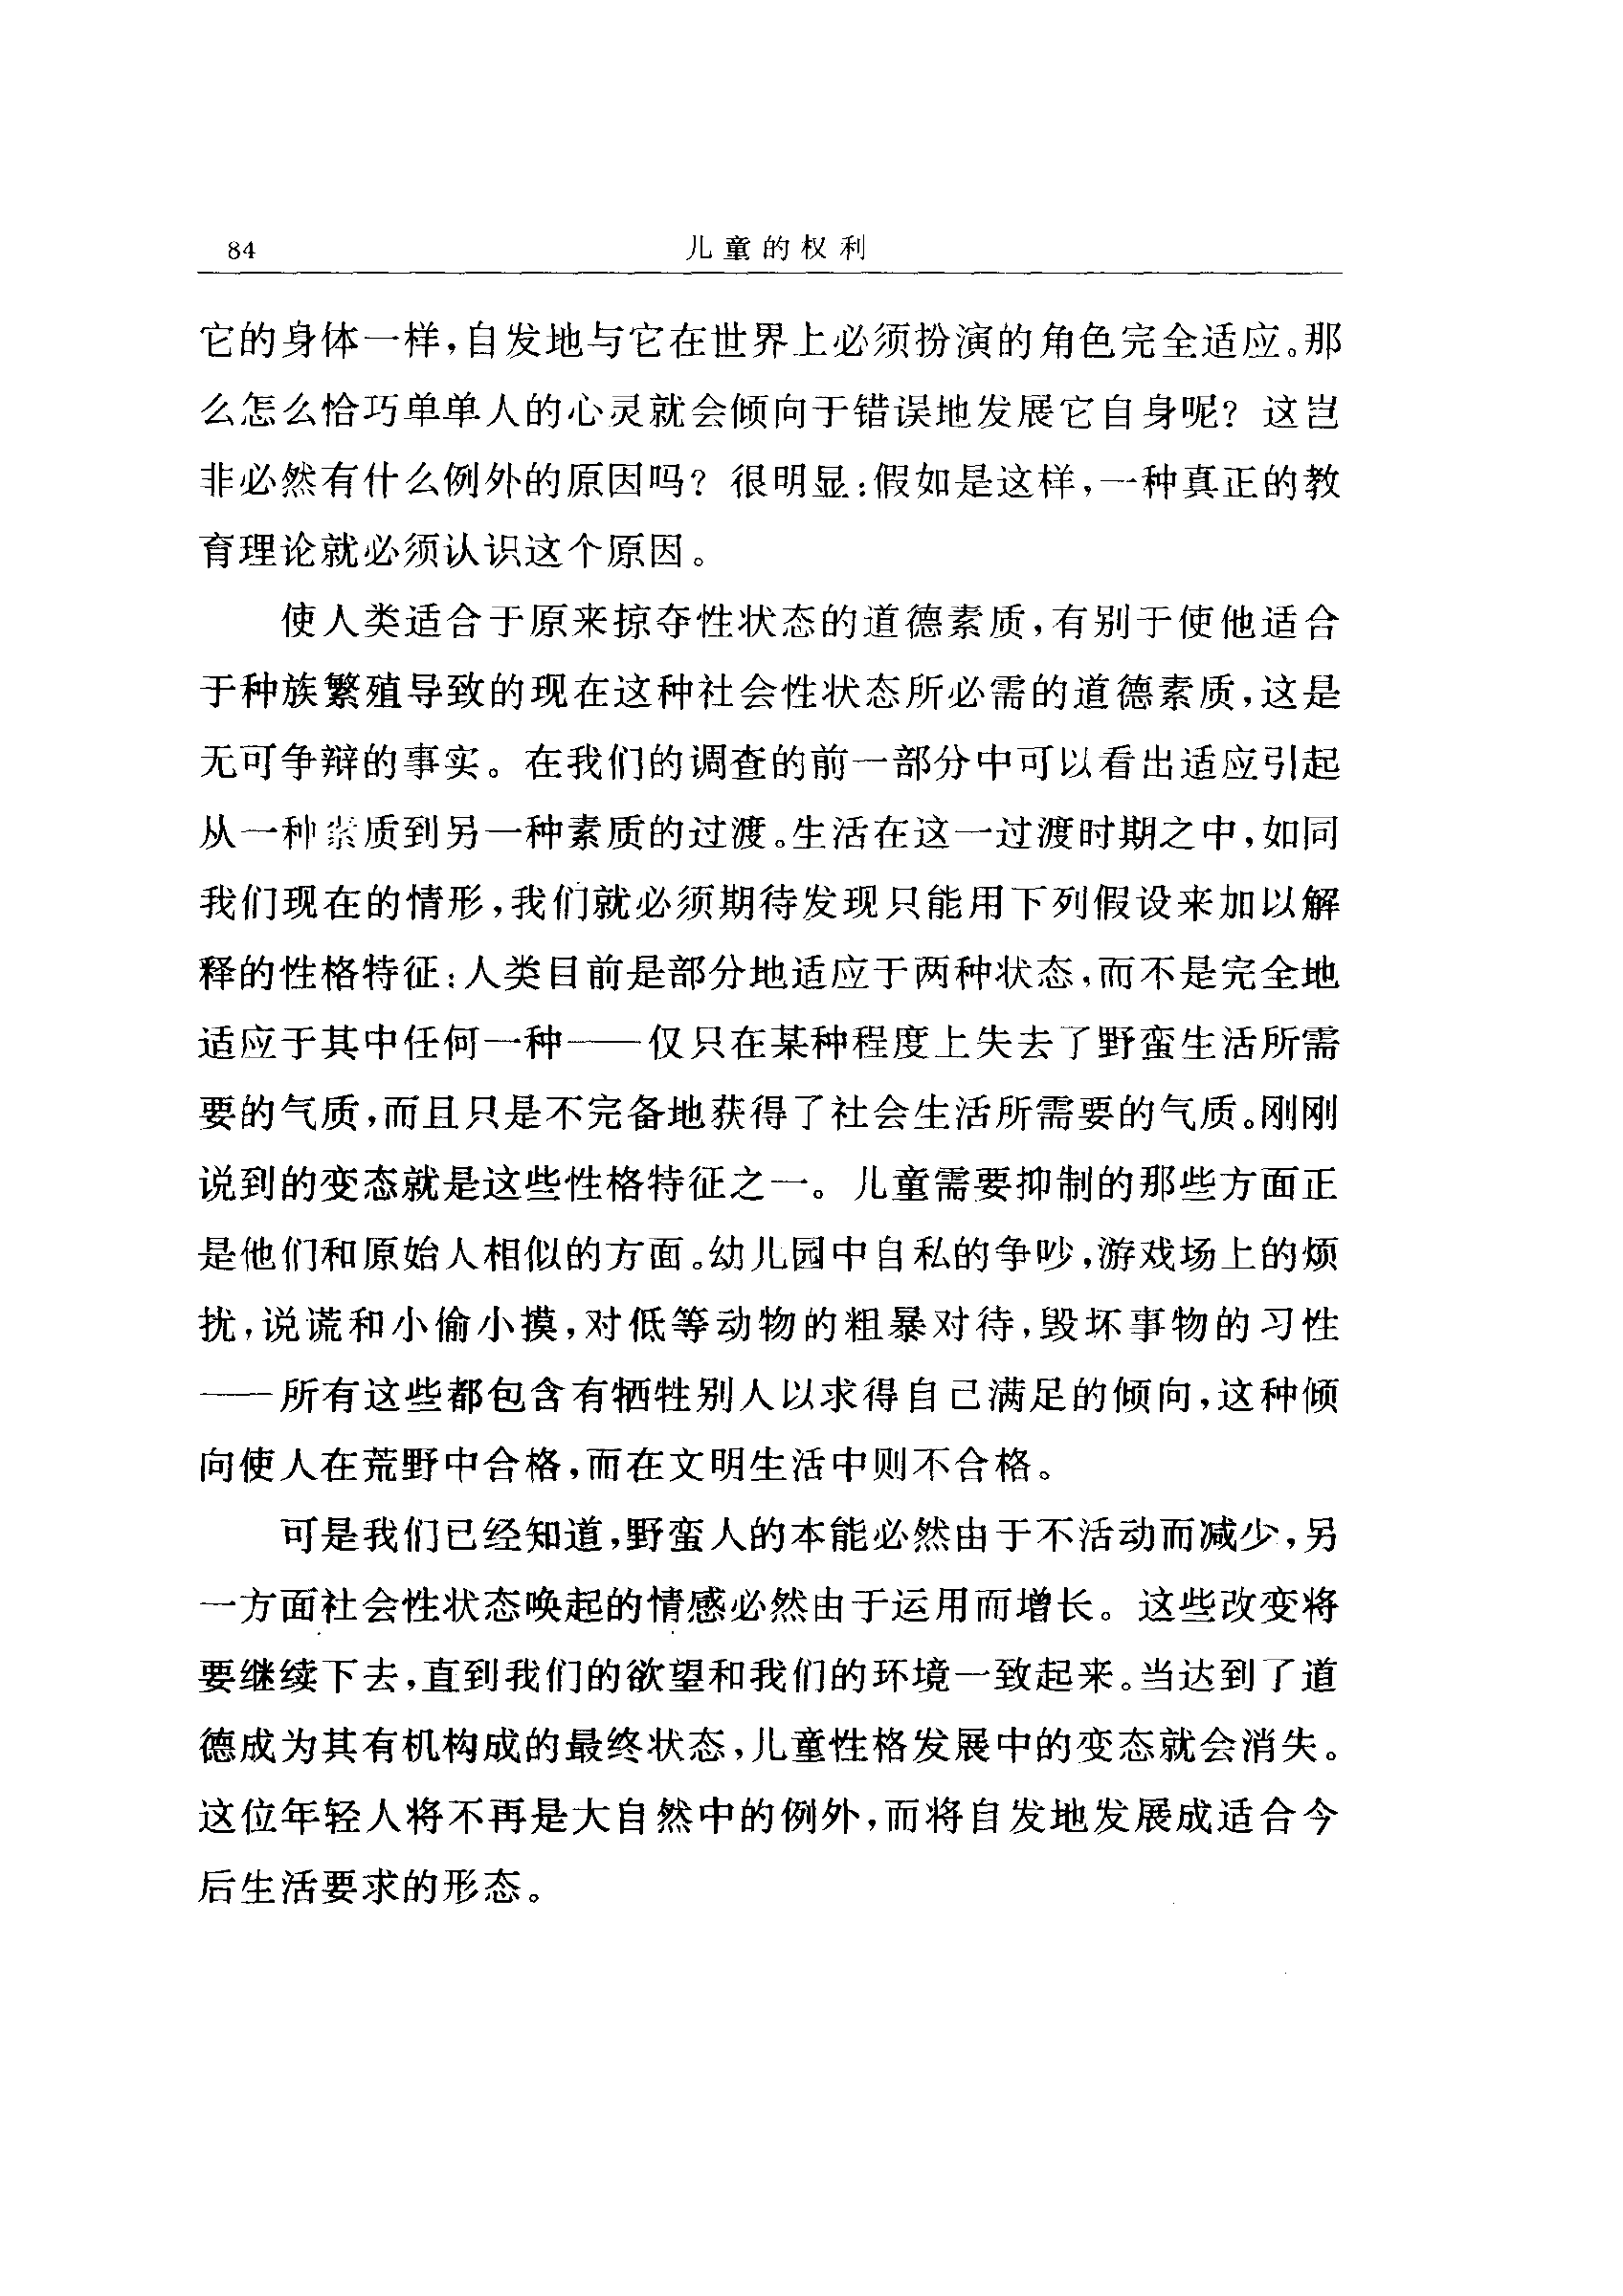 84 儿童的权利
它的身体一样，自发地与它在世界上必须扮演的角色完全适应。那
么怎么恰巧单单人的心灵就会倾向于错误地发展它自身呢？这岂
非必然有什么例外的原因吗？很明显：假如是这样，一种真正的教
育理论就必须认识这个原因。
使人类适合于原来掠夺性状态的道德素质，有别于使他适合
于种族繁殖导致的现在这种社会性状态所必需的道德素质，这是
无可争辩的事实。在我们的调查的前一部分中可以看出适应引起
从一种素质到另一种素质的过渡。生活在这一过渡时期之中，如同
我们现在的情形，我们就必须期待发现只能用下列假设来加以解
释的性格特征：人类目前是部分地适应于两种状态，而不是完全地
适应于其中任何一种——仅只在某种程度上失去了野蛮生活所需
要的气质，而且只是不完备地获得了社会生活所需要的气质。刚刚
说到的变态就是这些性格特征之一。儿童需要抑制的那些方面正
是他们和原始人相似的方面。幼儿园中自私的争吵，游戏场上的烦
扰，说谎和小偷小摸，对低等动物的粗暴对待，毁坏事物的习性
——所有这些都包含有牺牲别人以求得自己满足的倾向，这种倾
向使人在荒野中合格，而在文明生活中则不合格。
可是我们已经知道，野蛮人的本能必然由于不活动而减少，另
一方面社会性状态唤起的情感必然由于运用而增长。这些改变将
要继续下去，直到我们的欲望和我们的环境一致起来。当达到了道
德成为其有机构成的最终状态，儿童性格发展中的变态就会消失。
这位年轻人将不再是大自然中的例外，而将自发地发展成适合今
后生活要求的形态。